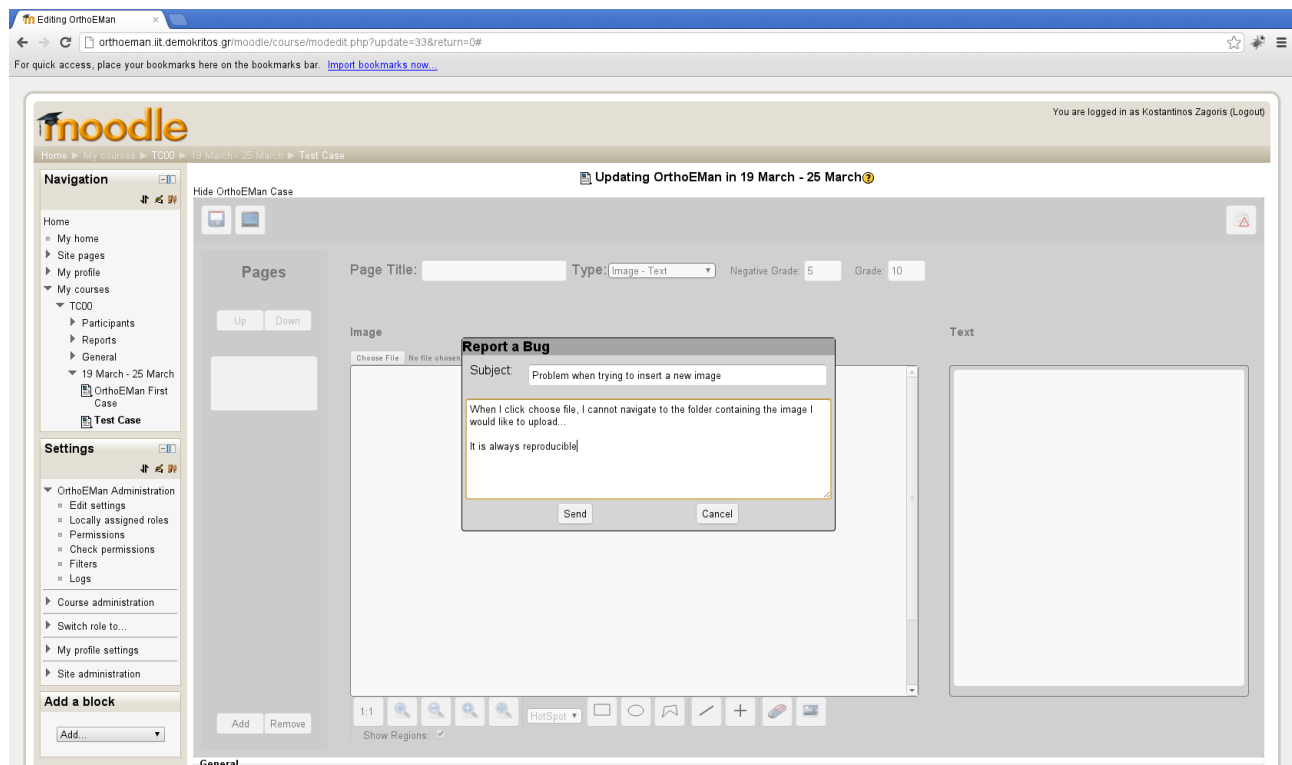 Editing OrthoEMan
orthoeman.iit.demokritos.gr/moodle/course/modedit.php?update=33&return=0#
For quick access, place your bookmarks here on the bookmarks bar. Import bookmarks now...
moodle
You are logged in as Kostantinos Zagoris (Logout)
Home ► My courses ► TC00 ► 19 March - 25 March ► Test Case
Navigation
Home
My home
Site pages
My profile
My courses
TC00
Participants
Reports
General
19 March - 25 March
OrthoEMan First
Case
Test Case
Settings
OrthoEMan Administration
Edit settings
Locally assigned roles
Permissions
Check permissions
Filters
Logs
Course administration
Switch role to...
My profile settings
Site administration
Add a block
Add...
Updating OrthoEMan in 19 March - 25 March
Hide OrthoEMan Case
Pages
Up Down
Add Remove
Page Title: Type: Image - Text Negative Grade: 5 Grade: 10
Image
Text
Choose File No file chosen
Report a Bug
Subject: Problem when trying to insert a new image
When I click choose file, I cannot navigate to the folder containing the image I
would like to upload...
It is always reproducible
Send Cancel
1:1 HotSpot
Show Regions:
General